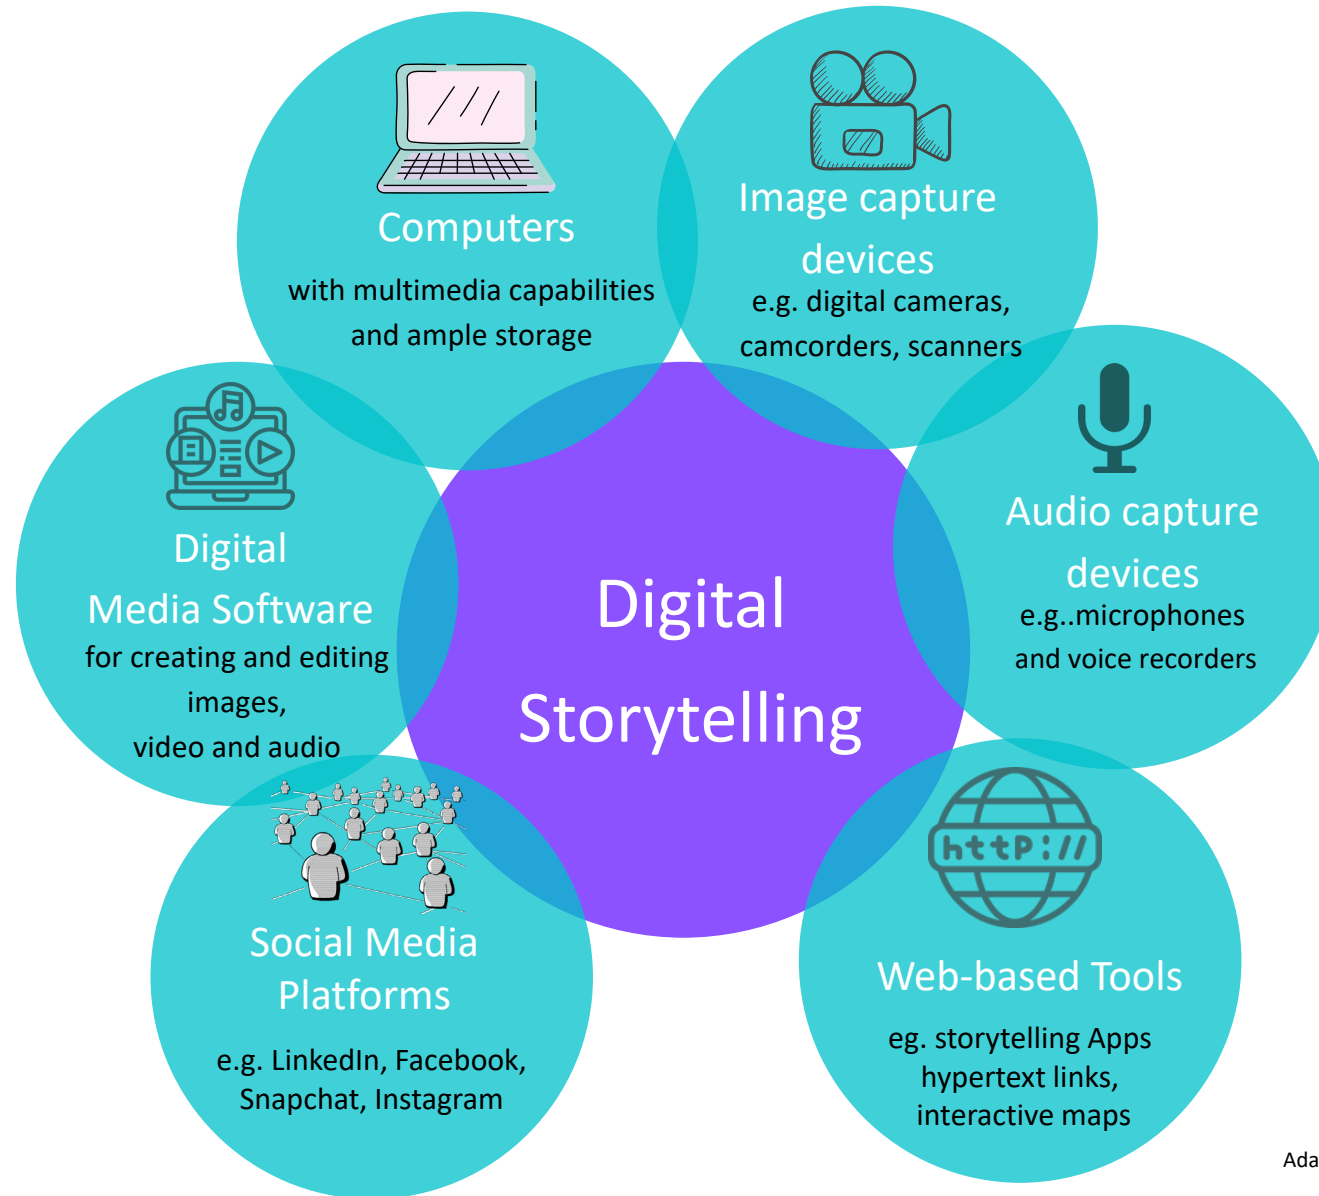 Computers
with multimedia capabilities
and ample storage
Image capture
devices
e.g. digital cameras,
camcorders, scanners
Audio capture
devices
e.g..microphones
and voice recorders
Digital
Media Software
for creating and editing
images,
video and audio
Digital
Storytelling
Social Media
Platforms
e.g. LinkedIn, Facebook,
Snapchat, Instagram
http://
Web-based Tools
eg. storytelling Apps
hypertext links,
interactive maps
Ada